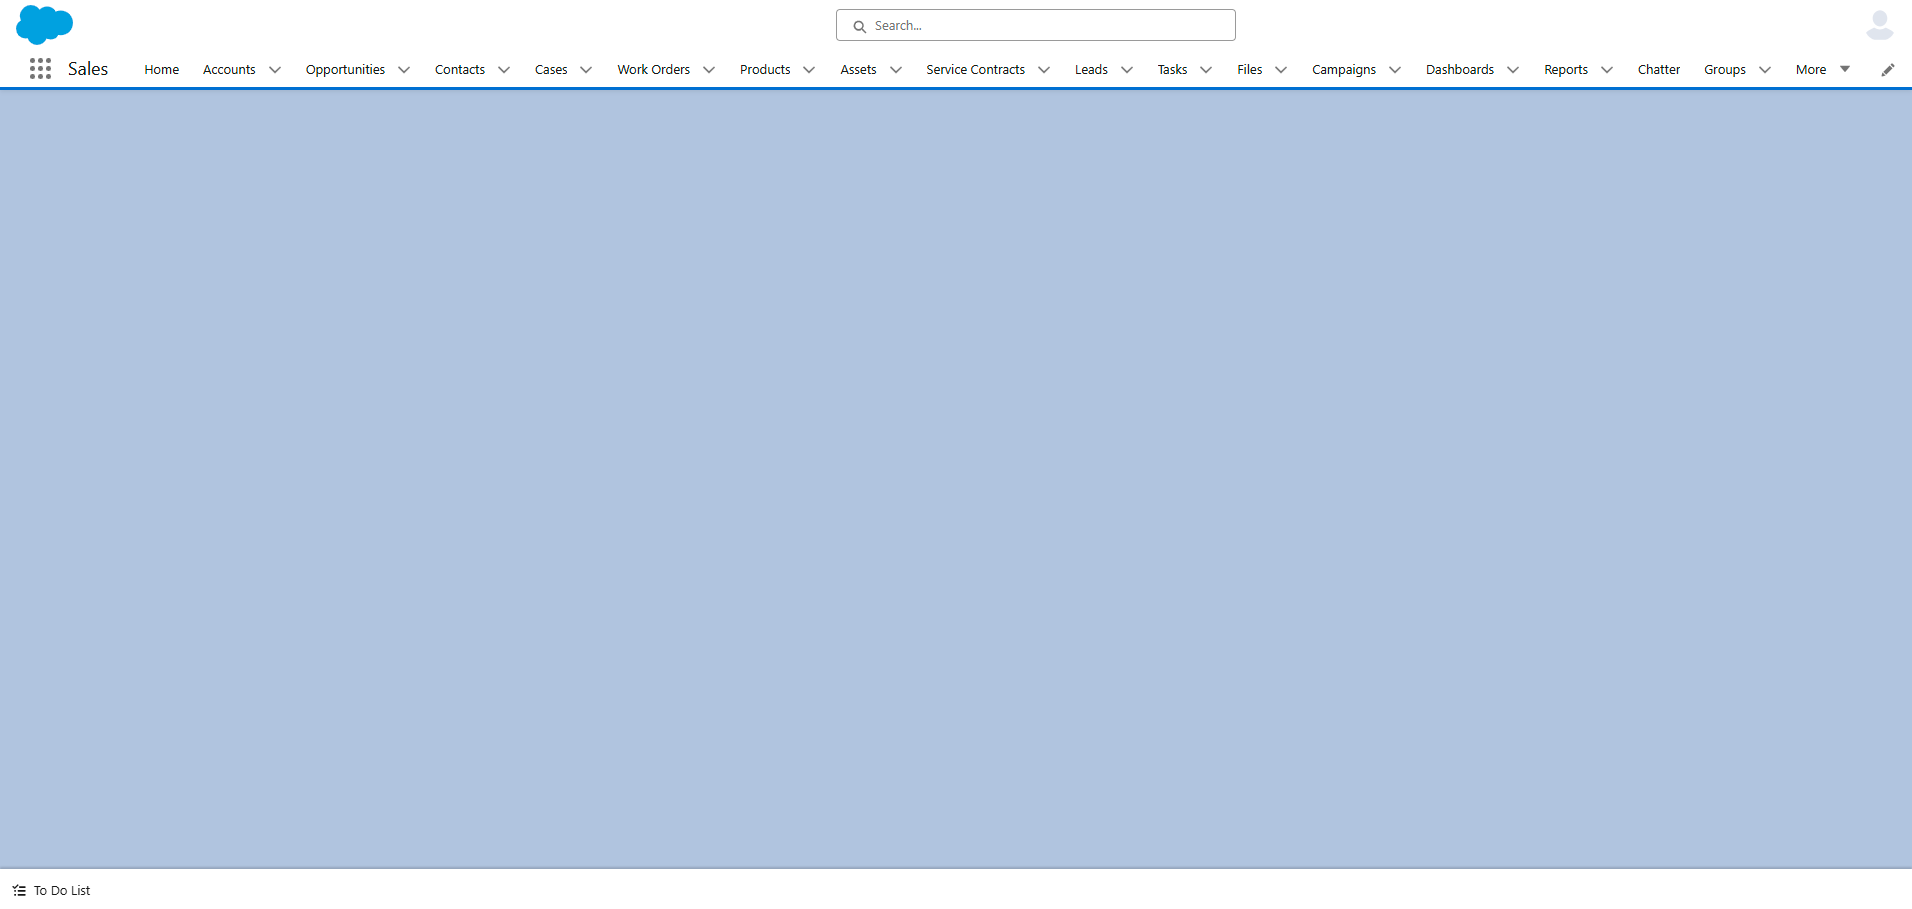 Search...
Sales Home Accounts Opportunities Contacts Cases Work Orders Products Assets Service Contracts Leads Tasks Files Campaigns Dashboards Reports Chatter Groups More
To Do List